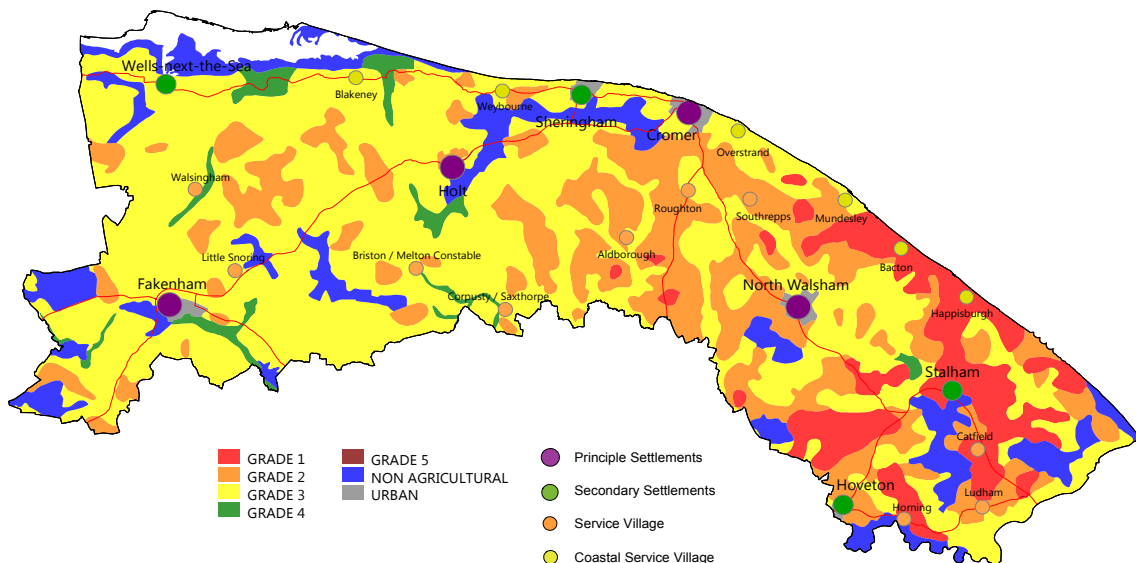 Wells-next-the-Sea
Blakeney
Weybourne
Sheringham
Cromer
Overstrand
Walsingham
Holt
Roughton
Southrepps
Mundesley
Little Snoring
Briston / Melton Constable
Aldborough
Bacton
Fakenham
Corpusty / Saxthorpe
North Walsham
Happisburgh
Stalham
Catfield
Hoveton
Horning
Ludham
GRADE 1
GRADE 2
GRADE 3
GRADE 4
GRADE 5
NON AGRICULTURAL
URBAN
Principle Settlements
Secondary Settlements
Service Village
Coastal Service Village